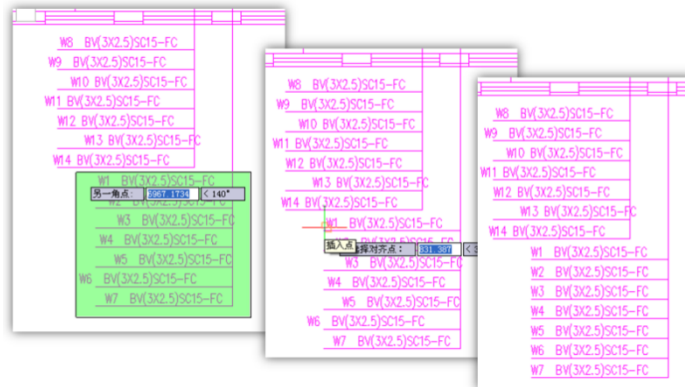 W8 BV(3X2.5)SC15-FC
W9 BV(3X2.5)SC15-FC
W10 BV(3X2.5)SC15-FC
W11 BV(3X2.5)SC15-FC
W12 BV(3X2.5)SC15-FC
W13 BV(3X2.5)SC15-FC
W14 BV(3X2.5)SC15-FC
W1 BV(3X2.5)SC15-FC
另一角点: 5967.1734 < 140°
W3 BV(3X2.5)SC15-FC
W4 BV(3X2.5)SC15-FC
W5 BV(3X2.5)SC15-FC
W6 BV(3X2.5)SC15-FC
W7 BV(3X2.5)SC15-FC
W8 BV(3X2.5)SC15-FC
W9 BV(3X2.5)SC15-FC
W10 BV(3X2.5)SC15-FC
W11 BV(3X2.5)SC15-FC
W12 BV(3X2.5)SC15-FC
W13 BV(3X2.5)SC15-FC
W14 BV(3X2.5)SC15-FC
W1 BV(3X2.5)SC15-FC
插入点 择对齐点:
W3 BV(3X2.5)SC15-FC
W4 BV(3X2.5)SC15-FC
W5 BV(3X2.5)SC15-FC
W6 BV(3X2.5)SC15-FC
W7 BV(3X2.5)SC15-FC
W8 BV(3X2.5)SC15-FC
W9 BV(3X2.5)SC15-FC
W10 BV(3X2.5)SC15-FC
W11 BV(3X2.5)SC15-FC
W12 BV(3X2.5)SC15-FC
W13 BV(3X2.5)SC15-FC
W14 BV(3X2.5)SC15-FC
W1 BV(3X2.5)SC15-FC
W2 BV(3X2.5)SC15-FC
W3 BV(3X2.5)SC15-FC
W4 BV(3X2.5)SC15-FC
W5 BV(3X2.5)SC15-FC
W6 BV(3X2.5)SC15-FC
W7 BV(3X2.5)SC15-FC